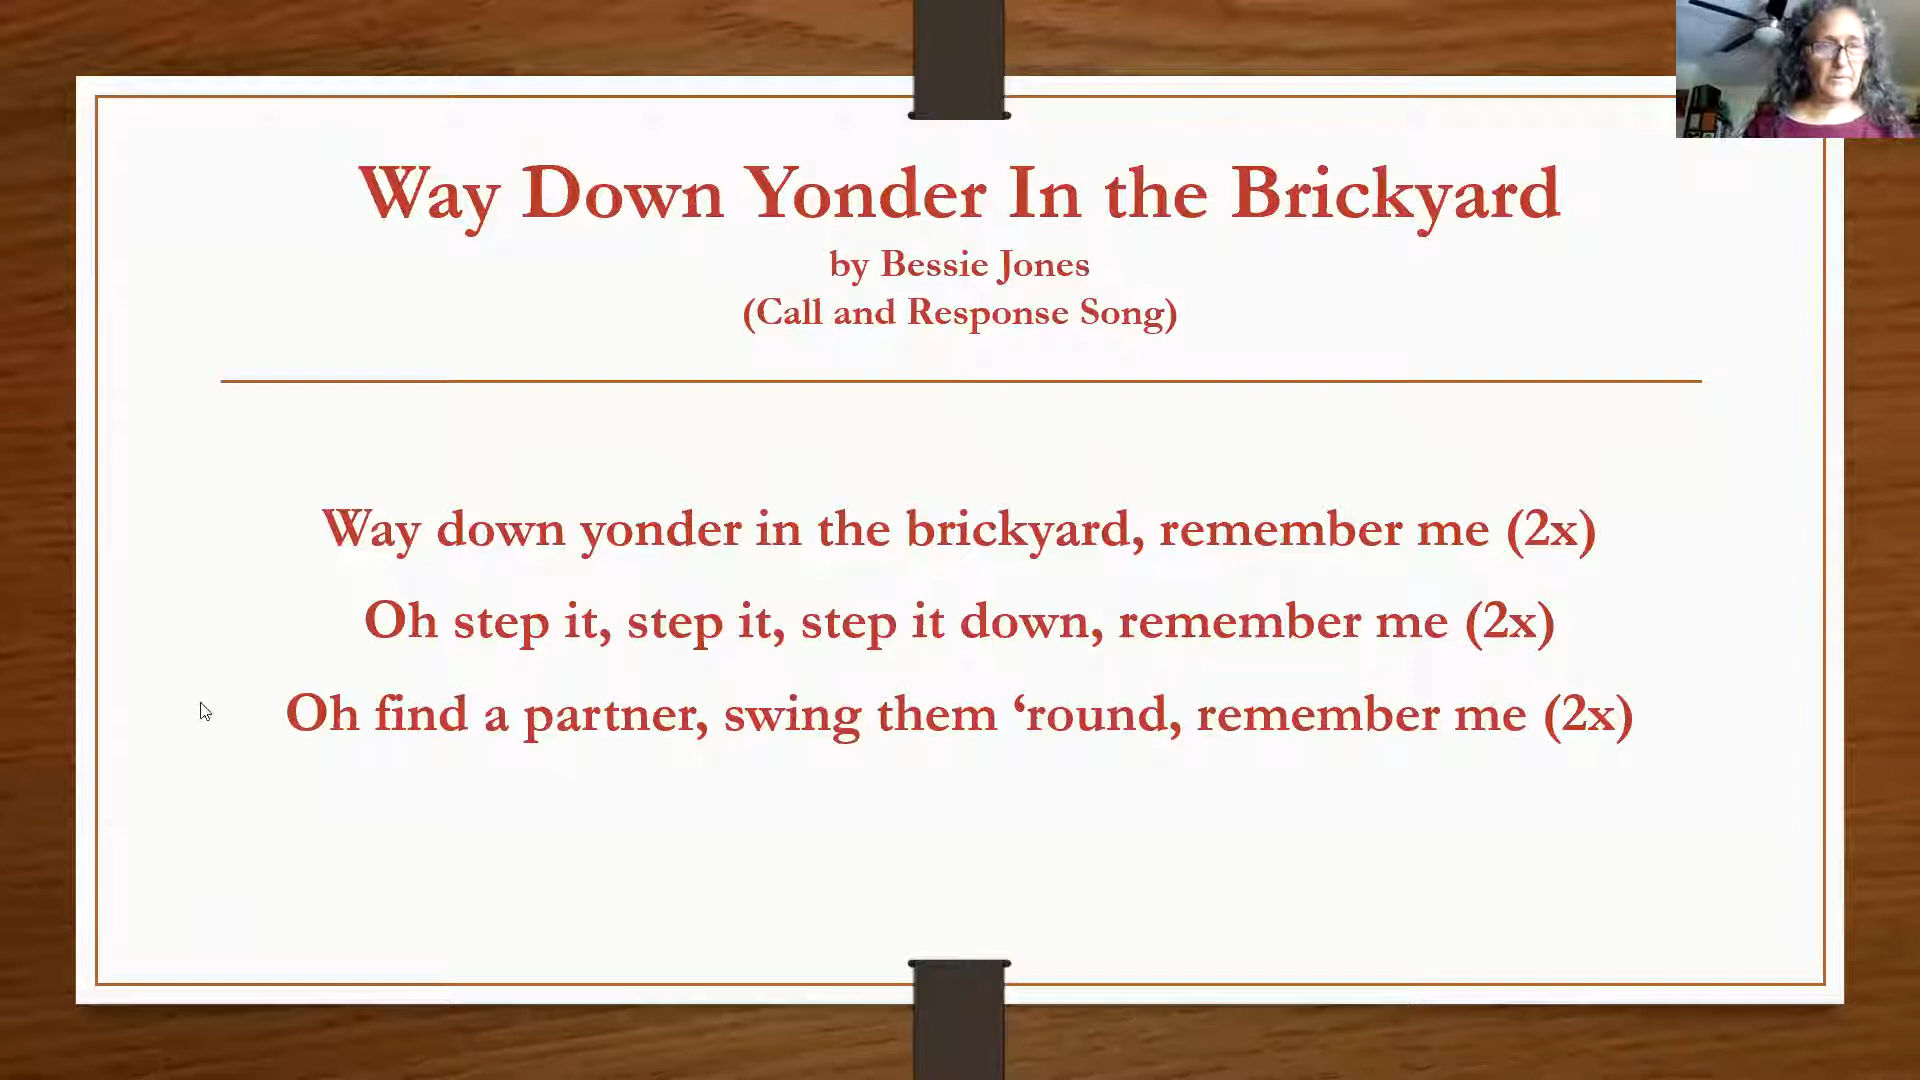 Way Down Yonder In the Brickyard
by Bessie Jones
(Call and Response Song)
Way down yonder in the brickyard, remember me (2x)
Oh step it, step it, step it down, remember me (2x)
Oh find a partner, swing them ‘round, remember me (2x)